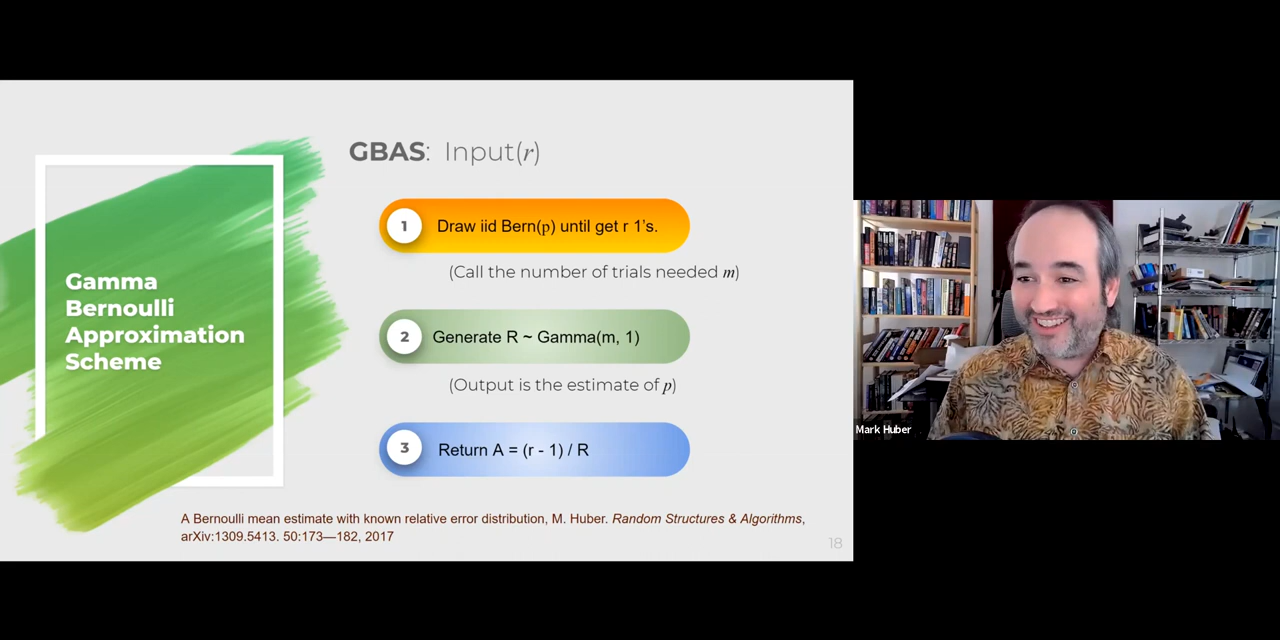 GBAS: Input(r)
Gamma
Bernoulli
Approximation
Scheme
1 Draw iid Bern(p) until get r 1's.
(Call the number of trials needed m)
2 Generate R ~ Gamma(m, 1)
(Output is the estimate of p)
3 Return A = (r - 1) / R
A Bernoulli mean estimate with known relative error distribution, M. Huber. Random Structures & Algorithms,
arXiv:1309.5413. 50:173—182, 2017
18
Mark Huber